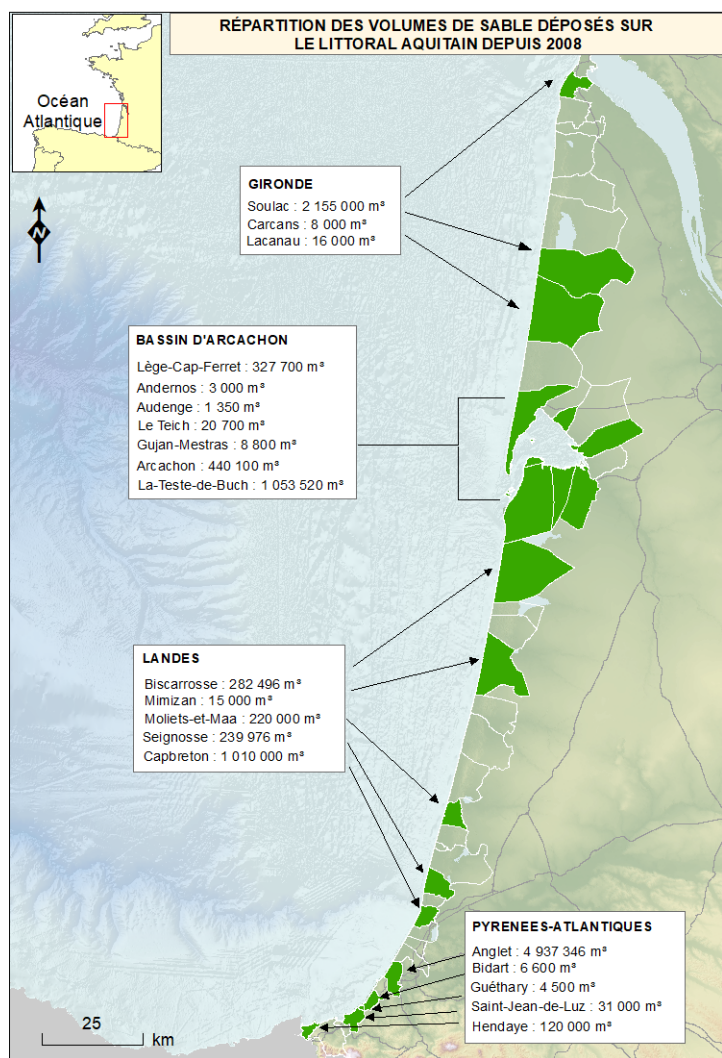 RÉPARTITION DES VOLUMES DE SABLE DÉPOSÉS SUR
LE LITTORAL AQUITAIN DEPUIS 2008
Océan
Atlantique
N
GIRONDE
Soulac : 2 155 000 m³
Carcans : 8 000 m³
Lacanau : 16 000 m³
BASSIN D'ARCACHON
Lège-Cap-Ferret : 327 700 m³
Andernos : 3 000 m³
Audenge : 1 350 m³
Le Teich : 20 700 m³
Gujan-Mestras : 8 800 m³
Arcachon : 440 100 m³
La-Teste-de-Buch : 1 053 520 m³
LANDES
Biscarrosse : 282 496 m³
Mimizan : 15 000 m³
Moliets-et-Maa : 220 000 m³
Seignosse : 239 976 m³
Capbreton : 1 010 000 m³
PYRENEES-ATLANTIQUES
Anglet : 4 937 346 m³
Bidart : 6 600 m³
Guéthary : 4 500 m³
Saint-Jean-de-Luz : 31 000 m³
Hendaye : 120 000 m³
25
km